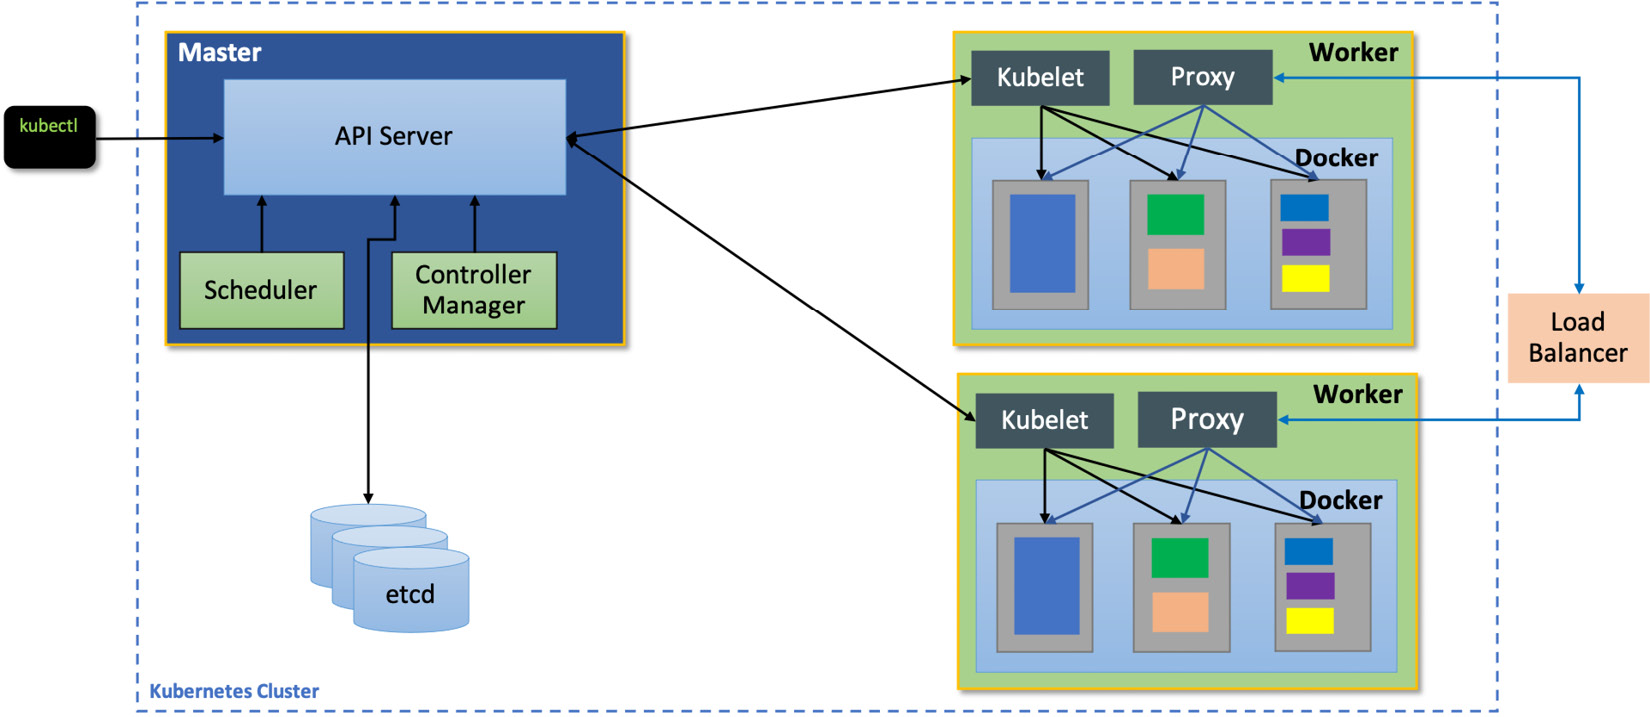 Master
kubectl
API Server
Scheduler
Controller
Manager
etcd
Kubernetes Cluster
Worker
Kubelet
Proxy
Docker
Worker
Kubelet
Proxy
Docker
Load
Balancer